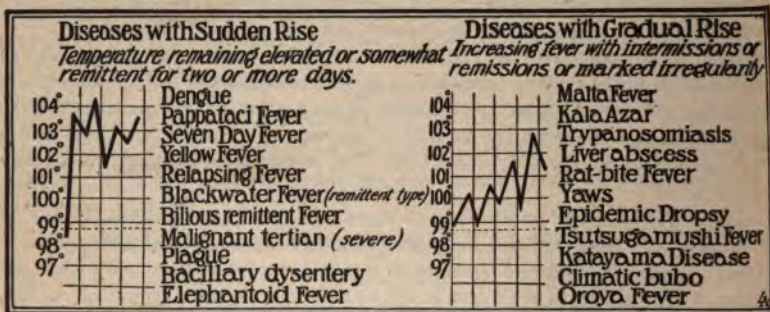 Diseases with Sudden Rise
Temperature remaining elevated or somewhat
remittent for two or more days.
104°
103°
102°
101°
100°
99°
98°
97°
Dengue
Pappataci Fever
Seven Day Fever
Yellow Fever
Relapsing Fever
Blackwater Fever (remittent type)
Bilious remittent Fever
Malignant tertian (severe)
Plague
Bacillary dysentery
Elephantoid Fever
Diseases with Gradual Rise
Increasing fever with intermissions or
remissions or marked irregularity
104°
103
102°
101°
100
99°
98
97°
Malta Fever
Kala Azar
Trypanosomiasis
Liver abscess
Rat-bite Fever
Yaws
Epidemic Dropsy
Tsutsugamushi Fever
Katayama Disease
Climatic bubo
Oroya Fever